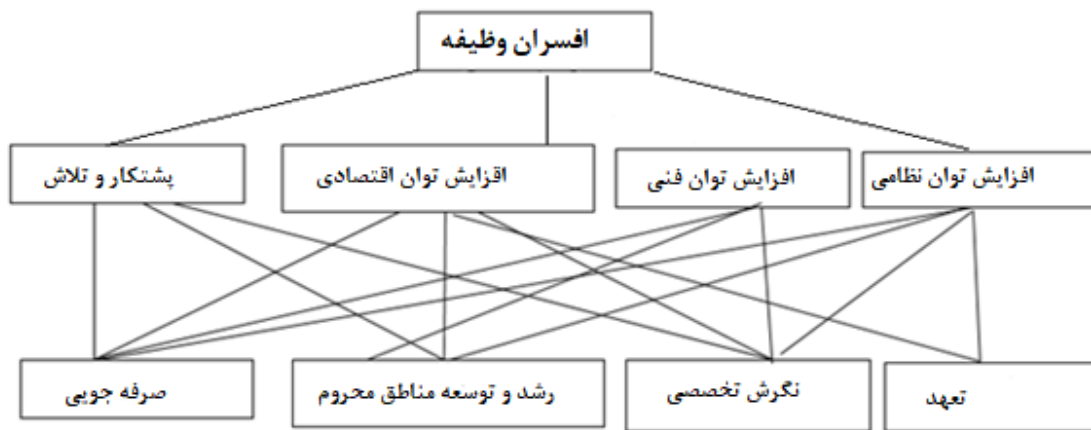 افسران وظیفه
افزایش توان نظامی
افزایش توان فنی
اقزایش توان اقتصادی
پشتکار و تلاش
تعهد
نگرش تخصصی
رشد و توسعه مناطق محروم
صرفه جویی